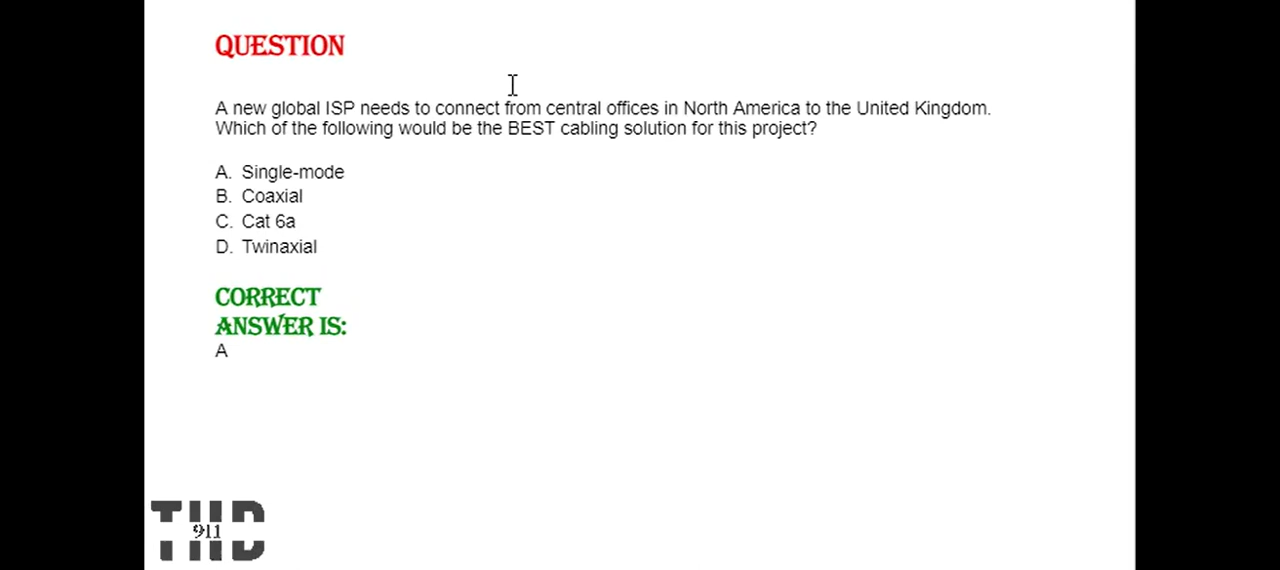 QUESTION
A new global ISP needs to connect from central offices in North America to the United Kingdom.
Which of the following would be the BEST cabling solution for this project?
A. Single-mode
B. Coaxial
C. Cat 6a
D. Twinaxial
CORRECT
ANSWER IS:
A
THD
911